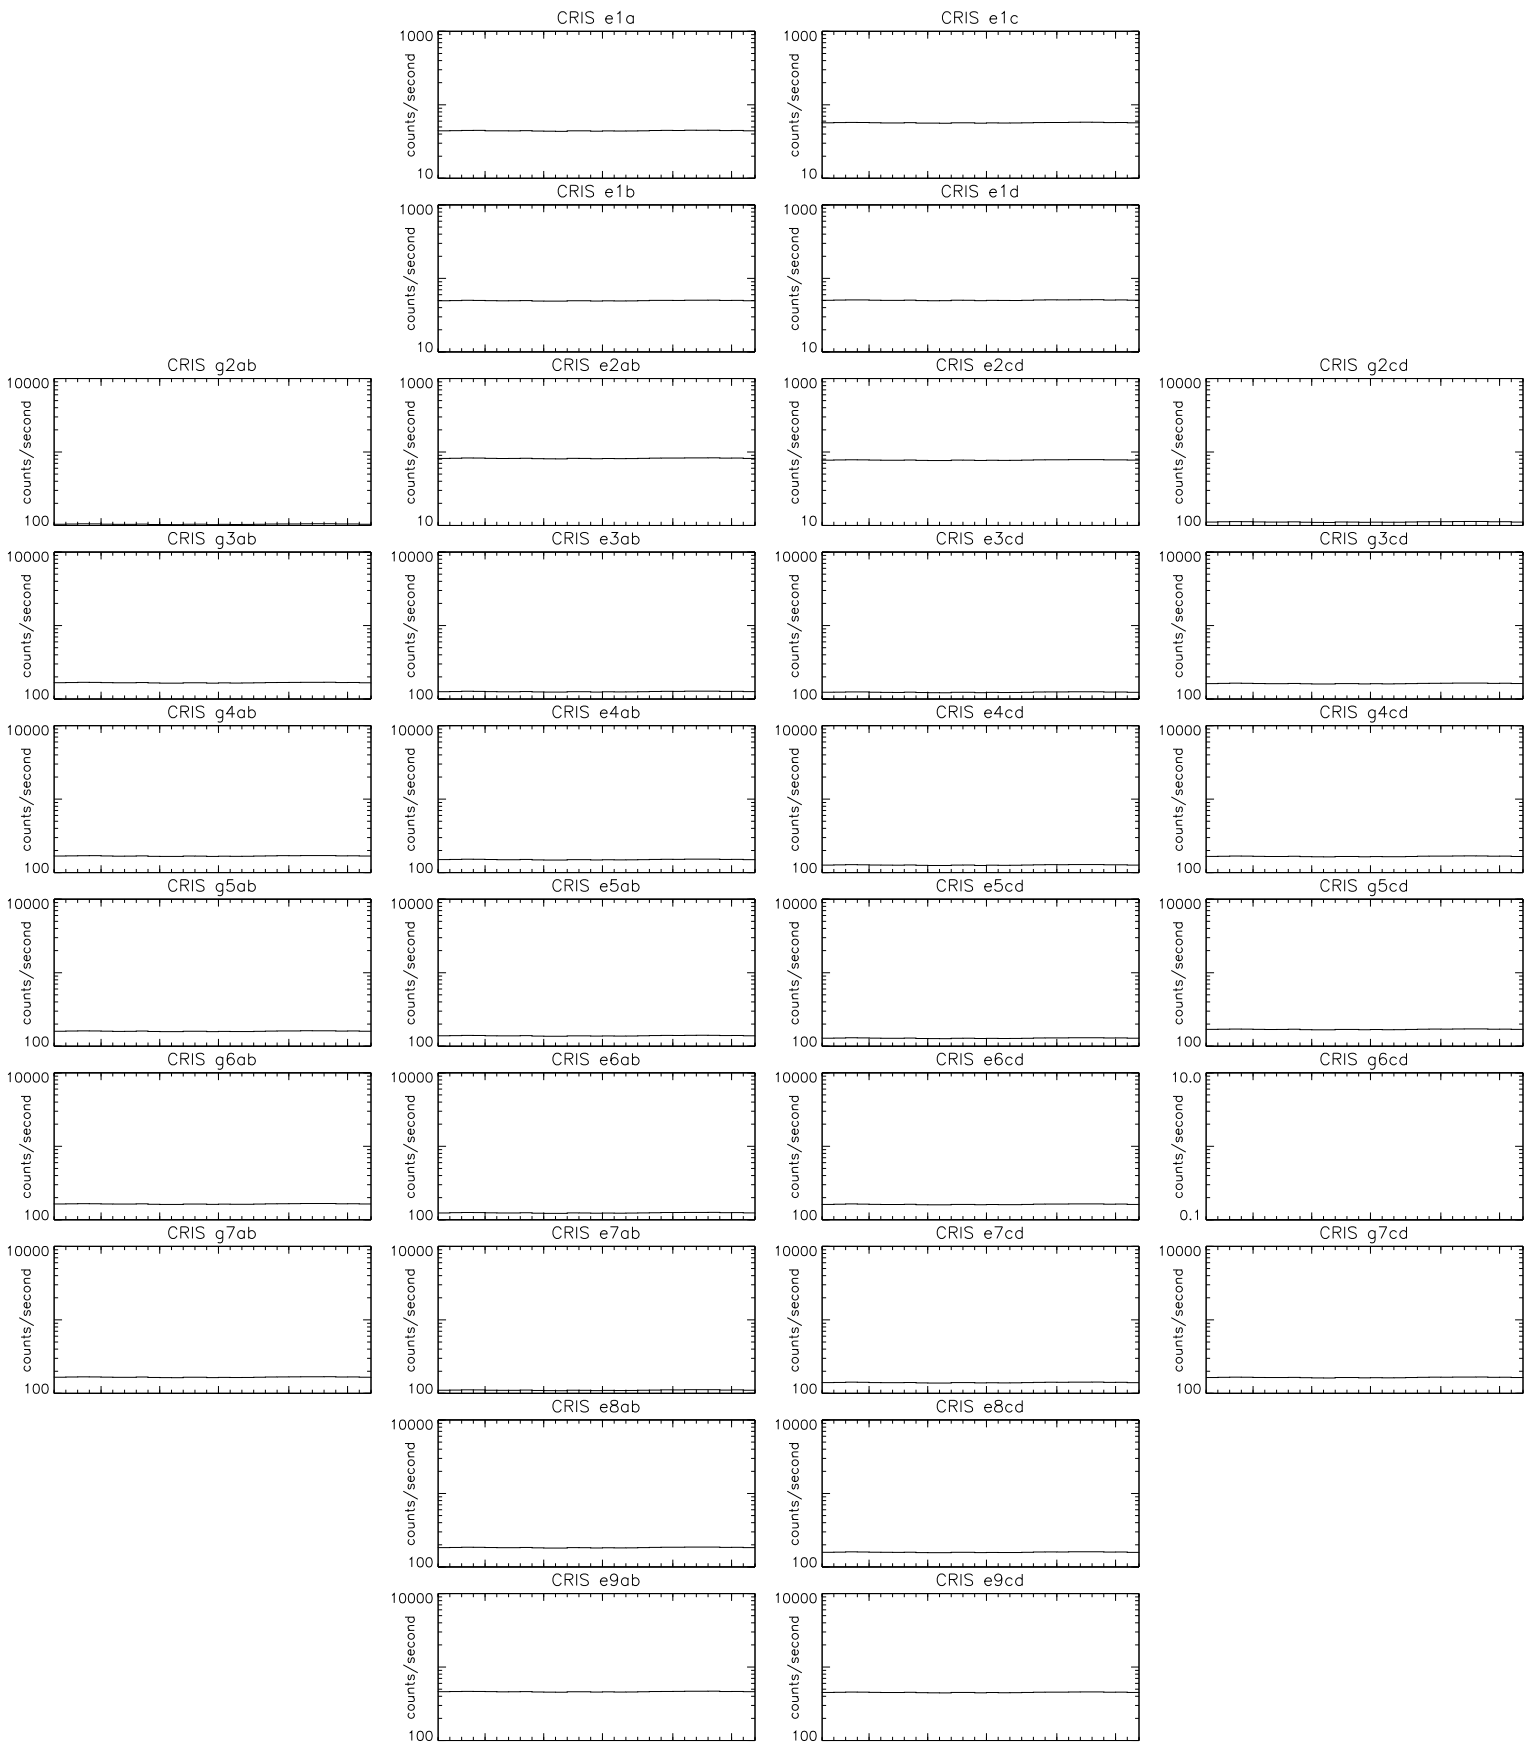 CRIS e1a CRIS e1c
1000 1000
counts/second counts/second
10 10
CRIS e1b CRIS e1d
1000 1000
counts/second counts/second
10 10
CRIS g2ab CRIS e2ab CRIS e2cd CRIS g2cd
10000 1000 1000 10000
counts/second counts/second counts/second counts/second
100 10 10 100
CRIS g3ab CRIS e3ab CRIS e3cd CRIS g3cd
10000 10000 10000 10000
counts/second counts/second counts/second counts/second
100 100 100 100
CRIS g4ab CRIS e4ab CRIS e4cd CRIS g4cd
10000 10000 10000 10000
counts/second counts/second counts/second counts/second
100 100 100 100
CRIS g5ab CRIS e5ab CRIS e5cd CRIS g5cd
10000 10000 10000 10000
counts/second counts/second counts/second counts/second
100 100 100 100
CRIS g6ab CRIS e6ab CRIS e6cd CRIS g6cd
10000 10000 10000 10.0
counts/second counts/second counts/second counts/second
100 100 100 0.1
CRIS g7ab CRIS e7ab CRIS e7cd CRIS g7cd
10000 10000 10000 10000
counts/second counts/second counts/second counts/second
100 100 100 100
CRIS e8ab CRIS e8cd
10000 10000
counts/second counts/second
100 100
CRIS e9ab CRIS e9cd
10000 10000
counts/second counts/second
100 100